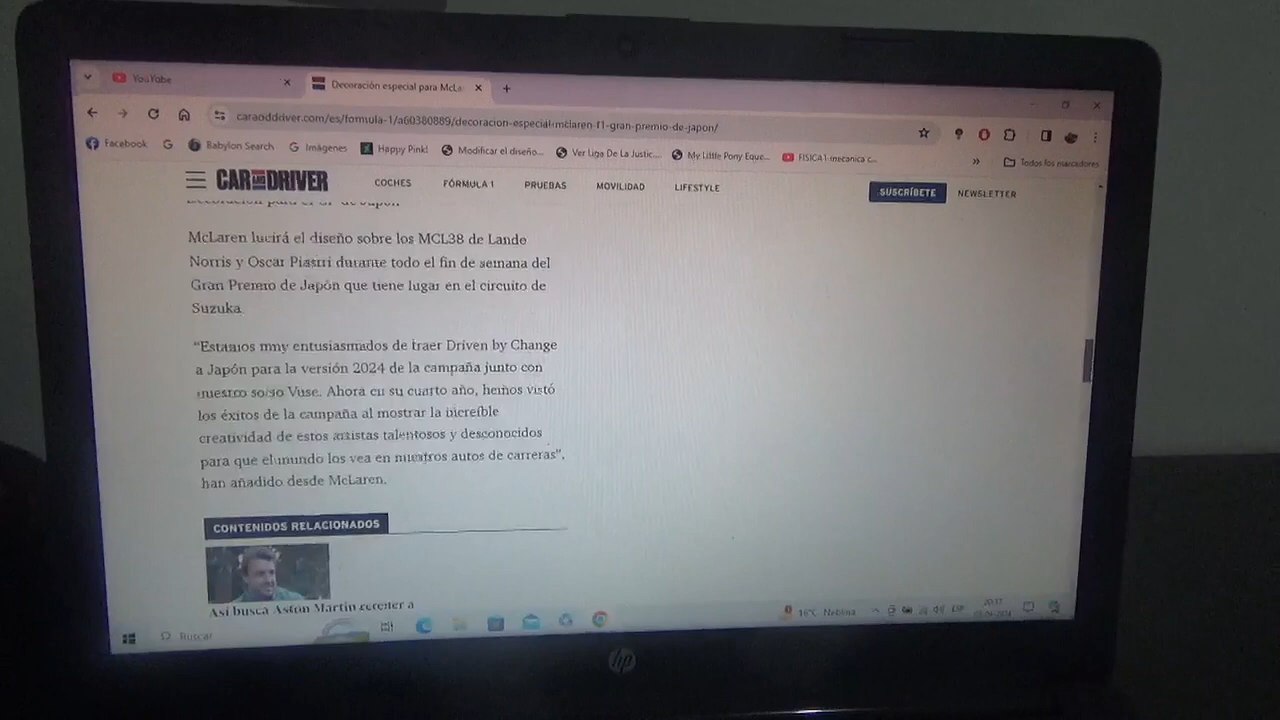 YouTube
Decoración especial para McLa
caranddriver.com/es/formula-1/a60380889/decoracion-especial-mclaren-f1-gran-premio-de-japon/
Facebook
Babylon Search
Imágenes
Happy Pink!
Modificar el diseño...
Ver Liga De La Justic...
My Little Pony Eque...
FISICA1 mecanica c...
»
Todos los marcadores
CAR AND DRIVER
COCHES
FÓRMULA 1
PRUEBAS
MOVILIDAD
LIFESTYLE
SUSCRÍBETE
NEWSLETTER
McLaren lucirá el diseño sobre los MCL38 de Lando
Norris y Oscar Piastri durante todo el fin de semana del
Gran Premio de Japón que tiene lugar en el circuito de
Suzuka.
“Estamos muy entusiasmados de traer Driven by Change
a Japón para la versión 2024 de la campaña junto con
nuestro socio Vuse. Ahora en su cuarto año, hemos visto
los éxitos de la campaña al mostrar la increíble
creatividad de estos artistas talentosos y desconocidos
para que el mundo los vea en nuestros autos de carreras”,
han añadido desde McLaren.
CONTENIDOS RELACIONADOS
Así busca Aston Martin
Buscar
16°C Neblina
ESP
20:37
hp